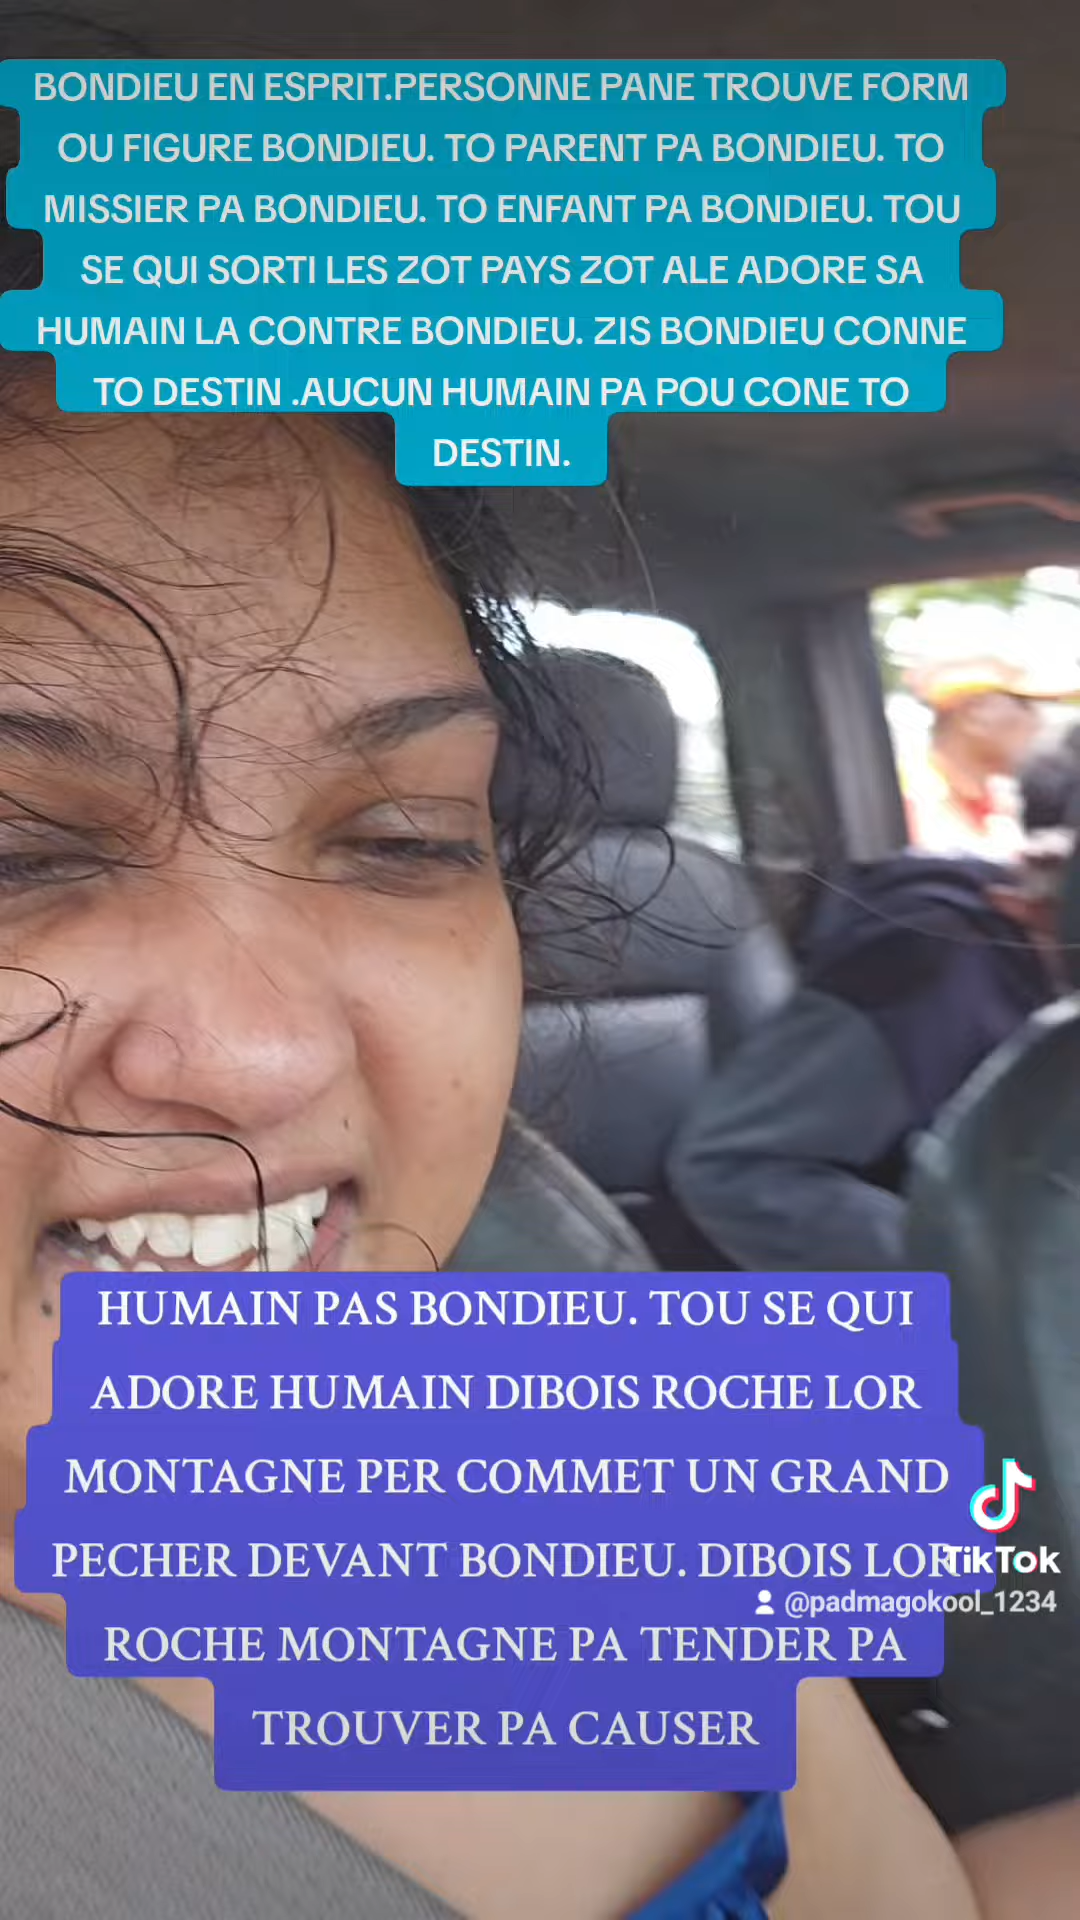 BONDIEU EN ESPRIT.PERSONNE PANE TROUVE FORM
OU FIGURE BONDIEU. TO PARENT PA BONDIEU. TO
MISSIER PA BONDIEU. TO ENFANT PA BONDIEU. TOU
SE QUI SORTI LES ZOT PAYS ZOT ALE ADORE SA
HUMAIN LA CONTRE BONDIEU. ZIS BONDIEU CONNE
TO DESTIN .AUCUN HUMAIN PA POU CONE TO
DESTIN.
HUMAIN PAS BONDIEU. TOU SE QUI
ADORE HUMAIN DIBOIS ROCHE LOR
MONTAGNE PER COMMET UN GRAND
PECHER DEVANT BONDIEU. DIBOIS LOR
TikTok
@padmagokool_1234
ROCHE MONTAGNE PA TENDER PA
TROUVER PA CAUSER